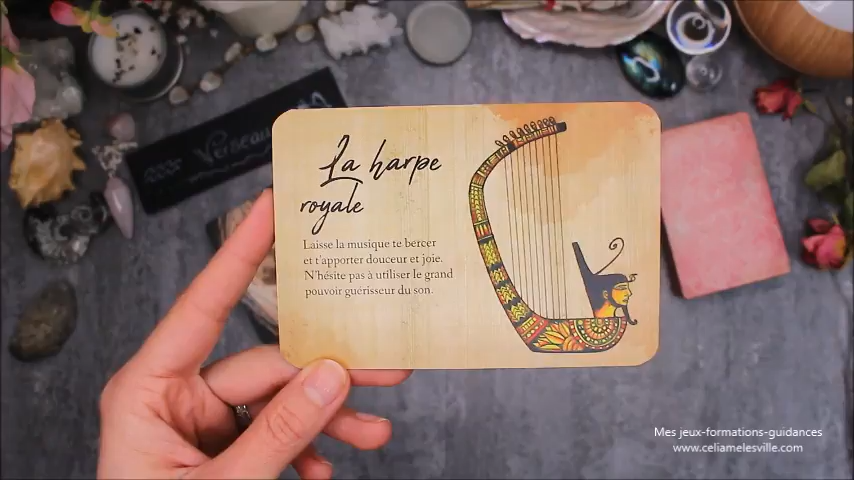 Verseau
La harpe
royale
Laisse la musique te bercer
et t'apporter douceur et joie.
N'hésite pas à utiliser le grand
pouvoir guérisseur du son.
Mes jeux-formations-guidances
www.celiamelesville.com